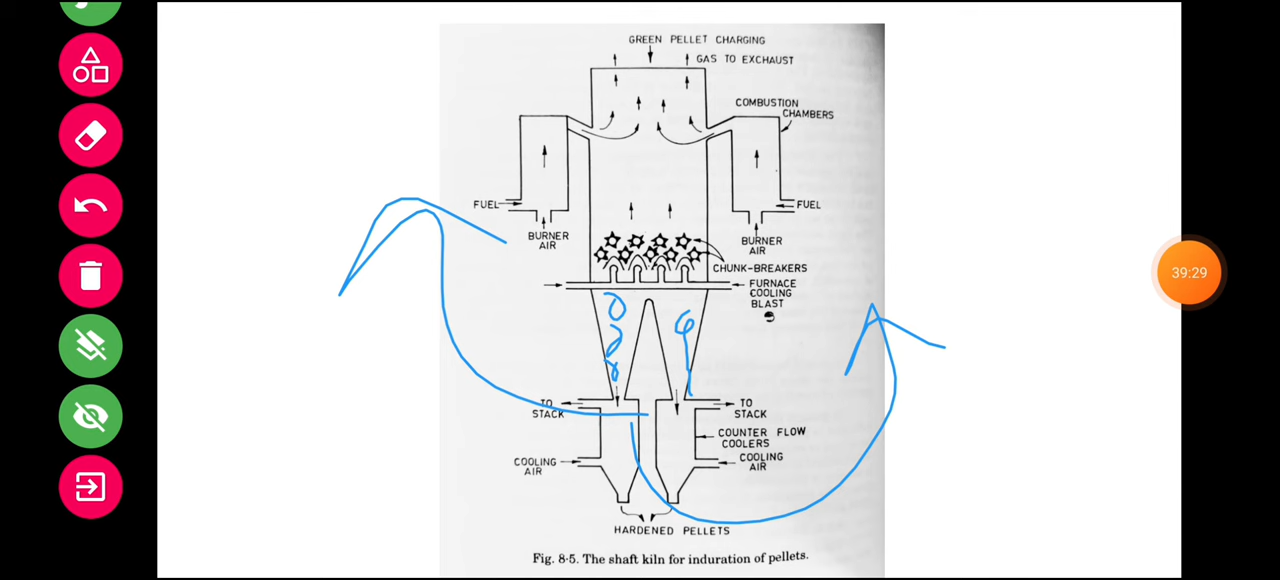 GREEN PELLET CHARGING
GAS TO EXHAUST
COMBUSTION
CHAMBERS
FUEL
FUEL
BURNER
AIR
BURNER
AIR
39:29
CHUNK-BREAKERS
FURNACE
COOLING
BLAST
TO
STACK
TO
STACK
COUNTER FLOW
COOLERS
COOLING
AIR
COOLING
AIR
HARDENED PELLETS
Fig. 8·5. The shaft kiln for induration of pellets.